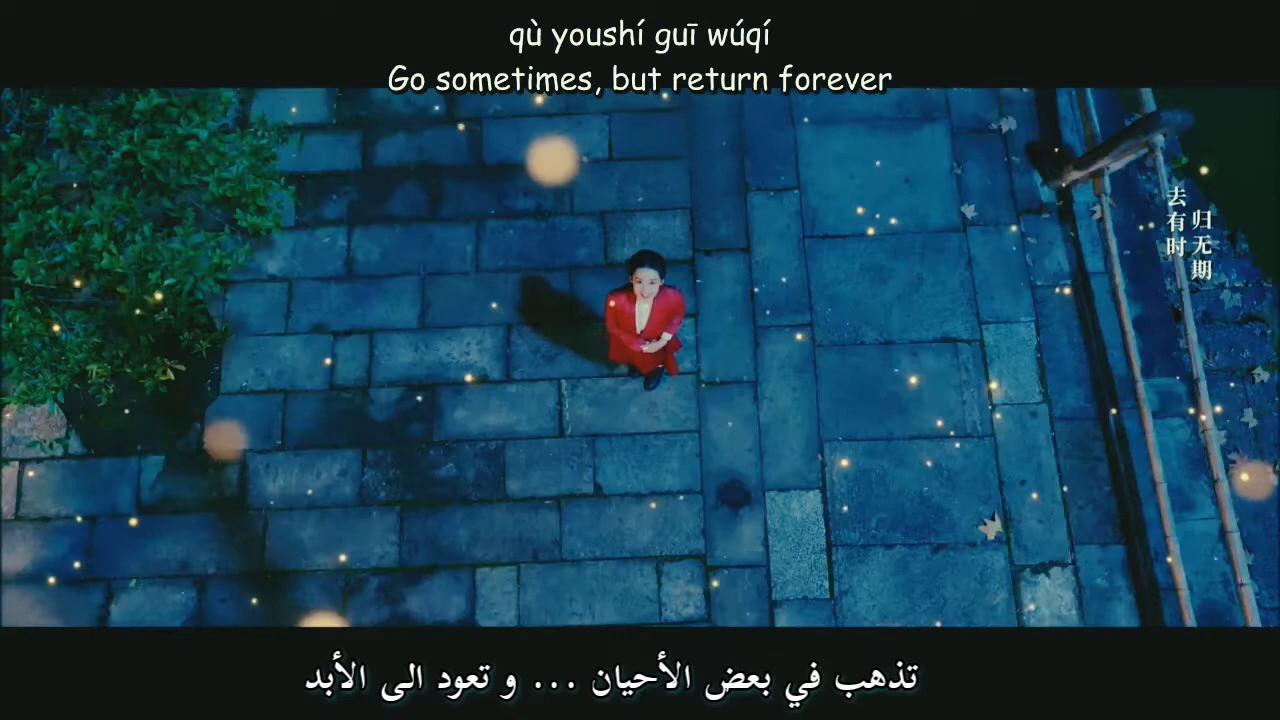 qù youshí guī wúqí
Go sometimes, but return forever
去有时
归无期
تذهب في بعض الأحيان ... و تعود الى الأبد